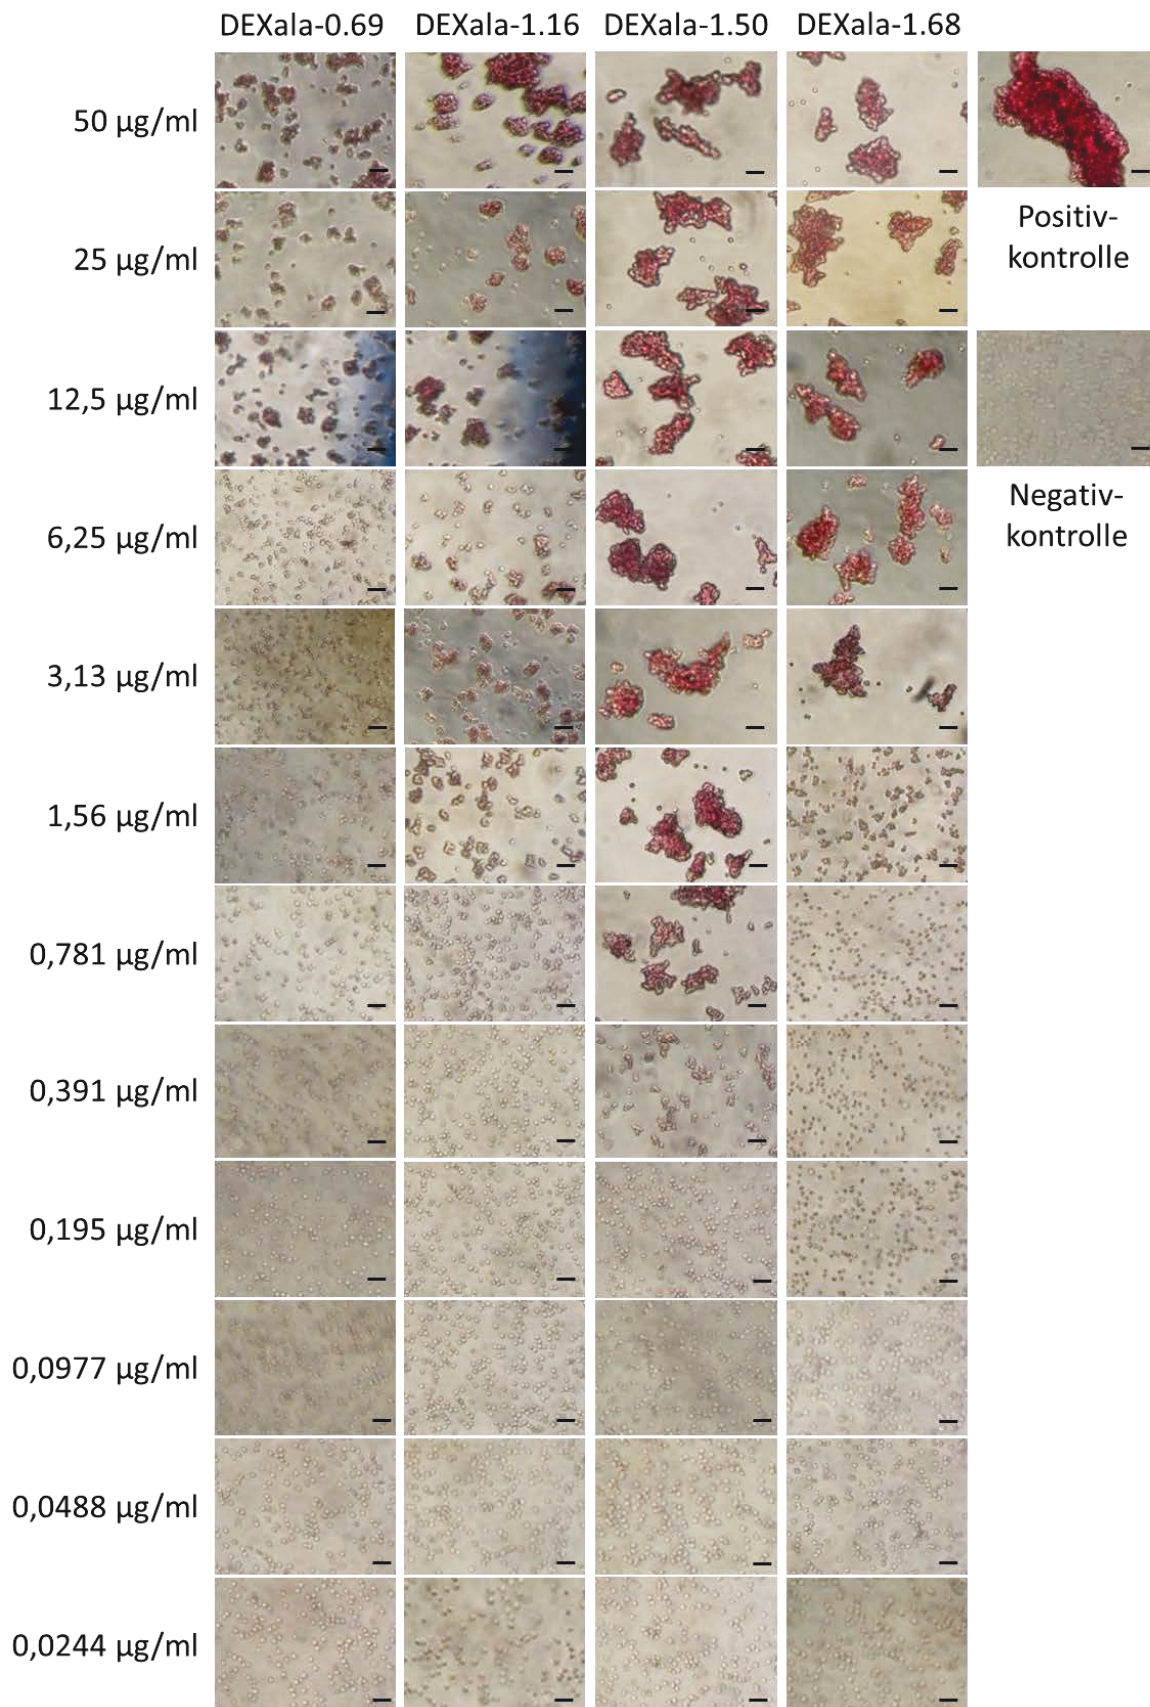 DEXala-0.69 DEXala-1.16 DEXala-1.50 DEXala-1.68
50 µg/ml
25 µg/ml
Positiv-
kontrolle
12,5 µg/ml
6,25 µg/ml
Negativ-
kontrolle
3,13 µg/ml
1,56 µg/ml
0,781 µg/ml
0,391 µg/ml
0,195 µg/ml
0,0977 µg/ml
0,0488 µg/ml
0,0244 µg/ml